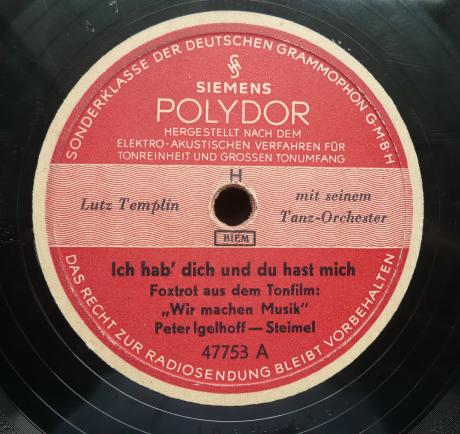 SONDERKLASSE DER DEUTSCHEN GRAMMOPHON GMBH
SIEMENS
POLYDOR
HERGESTELLT NACH DEM
ELEKTRO-AKUSTISCHEN VERFAHREN FÜR
TONREINHEIT UND GROSSEN TONUMFANG
H
Lutz Templin
mit seinem
Tanz-Orchester
BIEM
Ich hab' dich und du hast mich
Foxtrot aus dem Tonfilm:
„Wir machen Musik"
Peter Igelhoff—Steimel
47753 A
DAS RECHT ZUR RADIOSENDUNG BLEIBT VORBEHALTEN